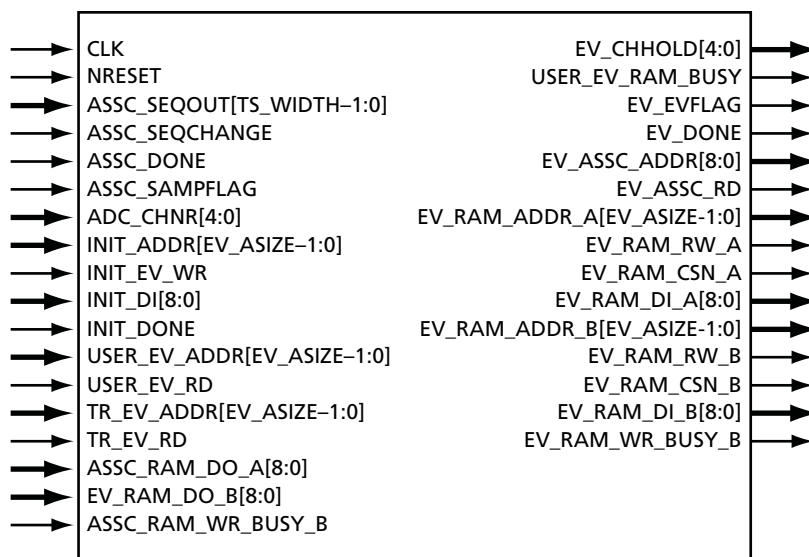 CLK
NRESET
ASSC_SEQOUT[TS_WIDTH–1:0]
ASSC_SEQCHANGE
ASSC_DONE
ASSC_SAMPFLAG
ADC_CHNR[4:0]
INIT_ADDR[EV_ASIZE–1:0]
INIT_EV_WR
INIT_DI[8:0]
INIT_DONE
USER_EV_ADDR[EV_ASIZE–1:0]
USER_EV_RD
TR_EV_ADDR[EV_ASIZE–1:0]
TR_EV_RD
ASSC_RAM_DO_A[8:0]
EV_RAM_DO_B[8:0]
ASSC_RAM_WR_BUSY_B
EV_CHHOLD[4:0]
USER_EV_RAM_BUSY
EV_EVFLAG
EV_DONE
EV_ASSC_ADDR[8:0]
EV_ASSC_RD
EV_RAM_ADDR_A[EV_ASIZE-1:0]
EV_RAM_RW_A
EV_RAM_CSN_A
EV_RAM_DI_A[8:0]
EV_RAM_ADDR_B[EV_ASIZE-1:0]
EV_RAM_RW_B
EV_RAM_CSN_B
EV_RAM_DI_B[8:0]
EV_RAM_WR_BUSY_B